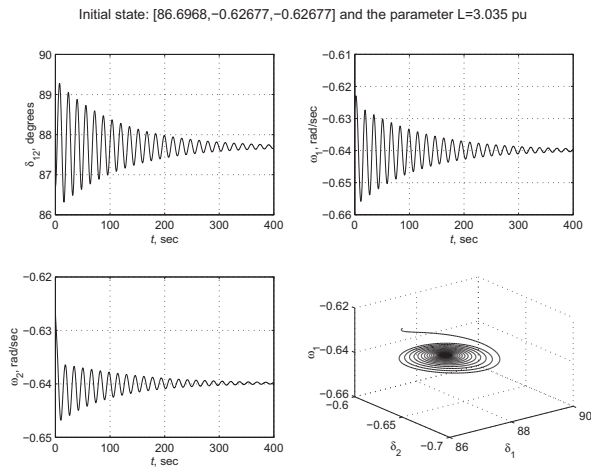 Initial state: [86.6968,−0.62677,−0.62677] and the parameter L=3.035 pu
90
89
88
87
86
0 100 200 300 400
t, sec
δ12, degrees
−0.61
−0.62
−0.63
−0.64
−0.65
−0.66
0 100 200 300 400
t, sec
ω1, rad/sec
−0.62
−0.63
−0.64
−0.65
0 100 200 300 400
t, sec
ω2, rad/sec
−0.62
−0.64
−0.66
−0.6
−0.65
−0.7
86
88
90
ω1
δ2
δ1